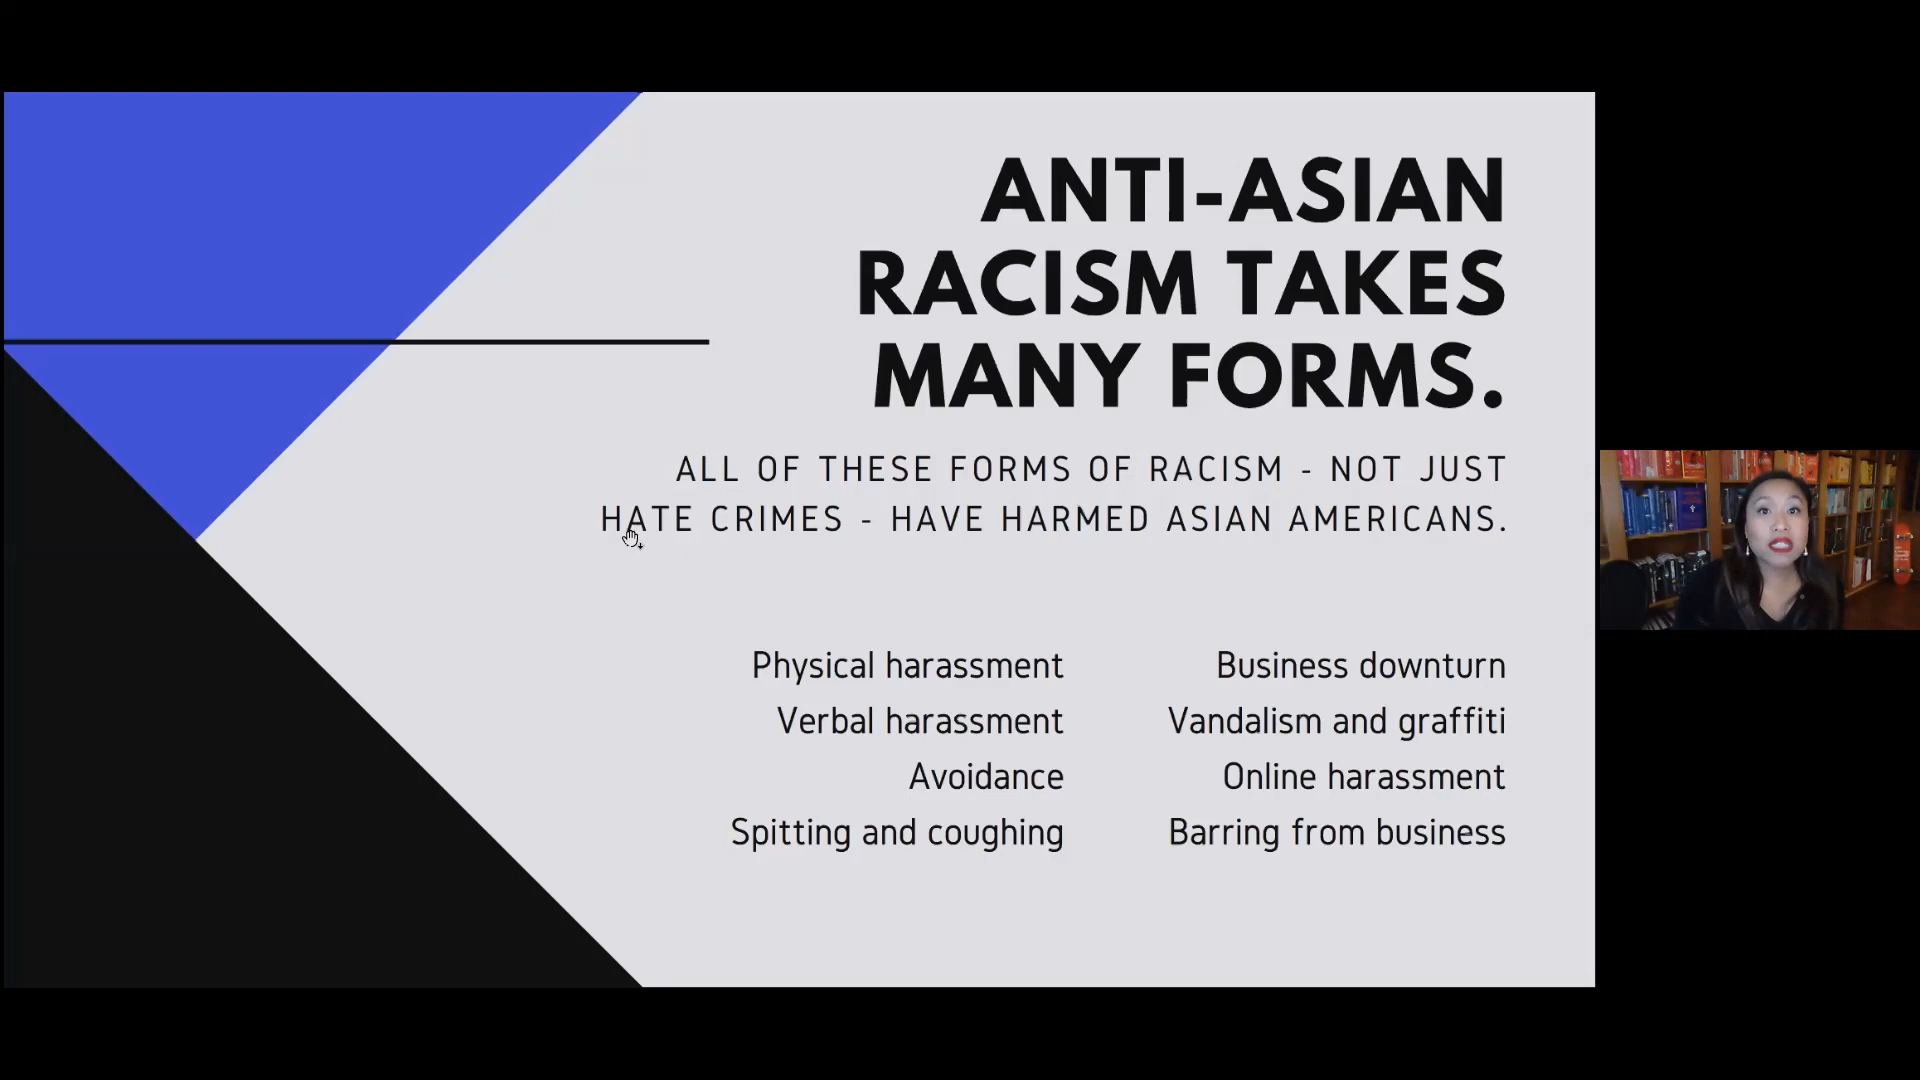 ANTI-ASIAN
RACISM TAKES
MANY FORMS.
ALL OF THESE FORMS OF RACISM - NOT JUST
HATE CRIMES - HAVE HARMED ASIAN AMERICANS.
Physical harassment
Verbal harassment
Avoidance
Spitting and coughing
Business downturn
Vandalism and graffiti
Online harassment
Barring from business